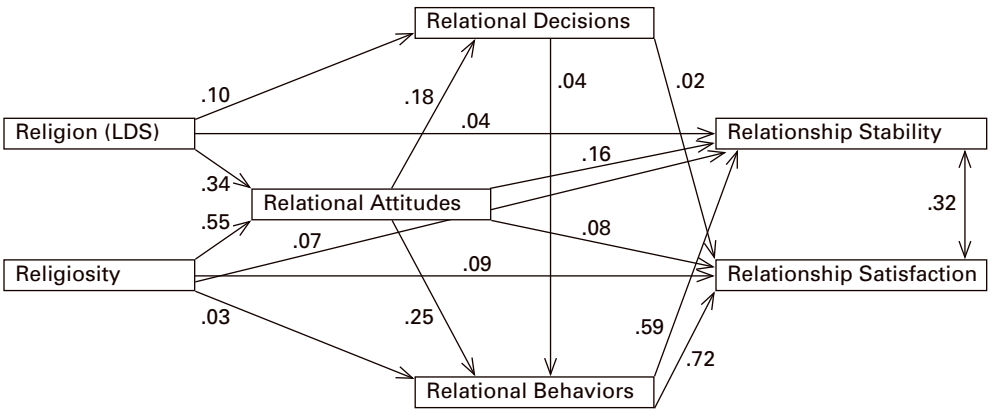 Relational Decisions
.10
.18
.04
.02
Religion (LDS)
.04
Relationship Stability
.16
.34
Relational Attitudes
.55
.07
.08
.32
Religiosity
.09
Relationship Satisfaction
.03
.25
.59
.72
Relational Behaviors